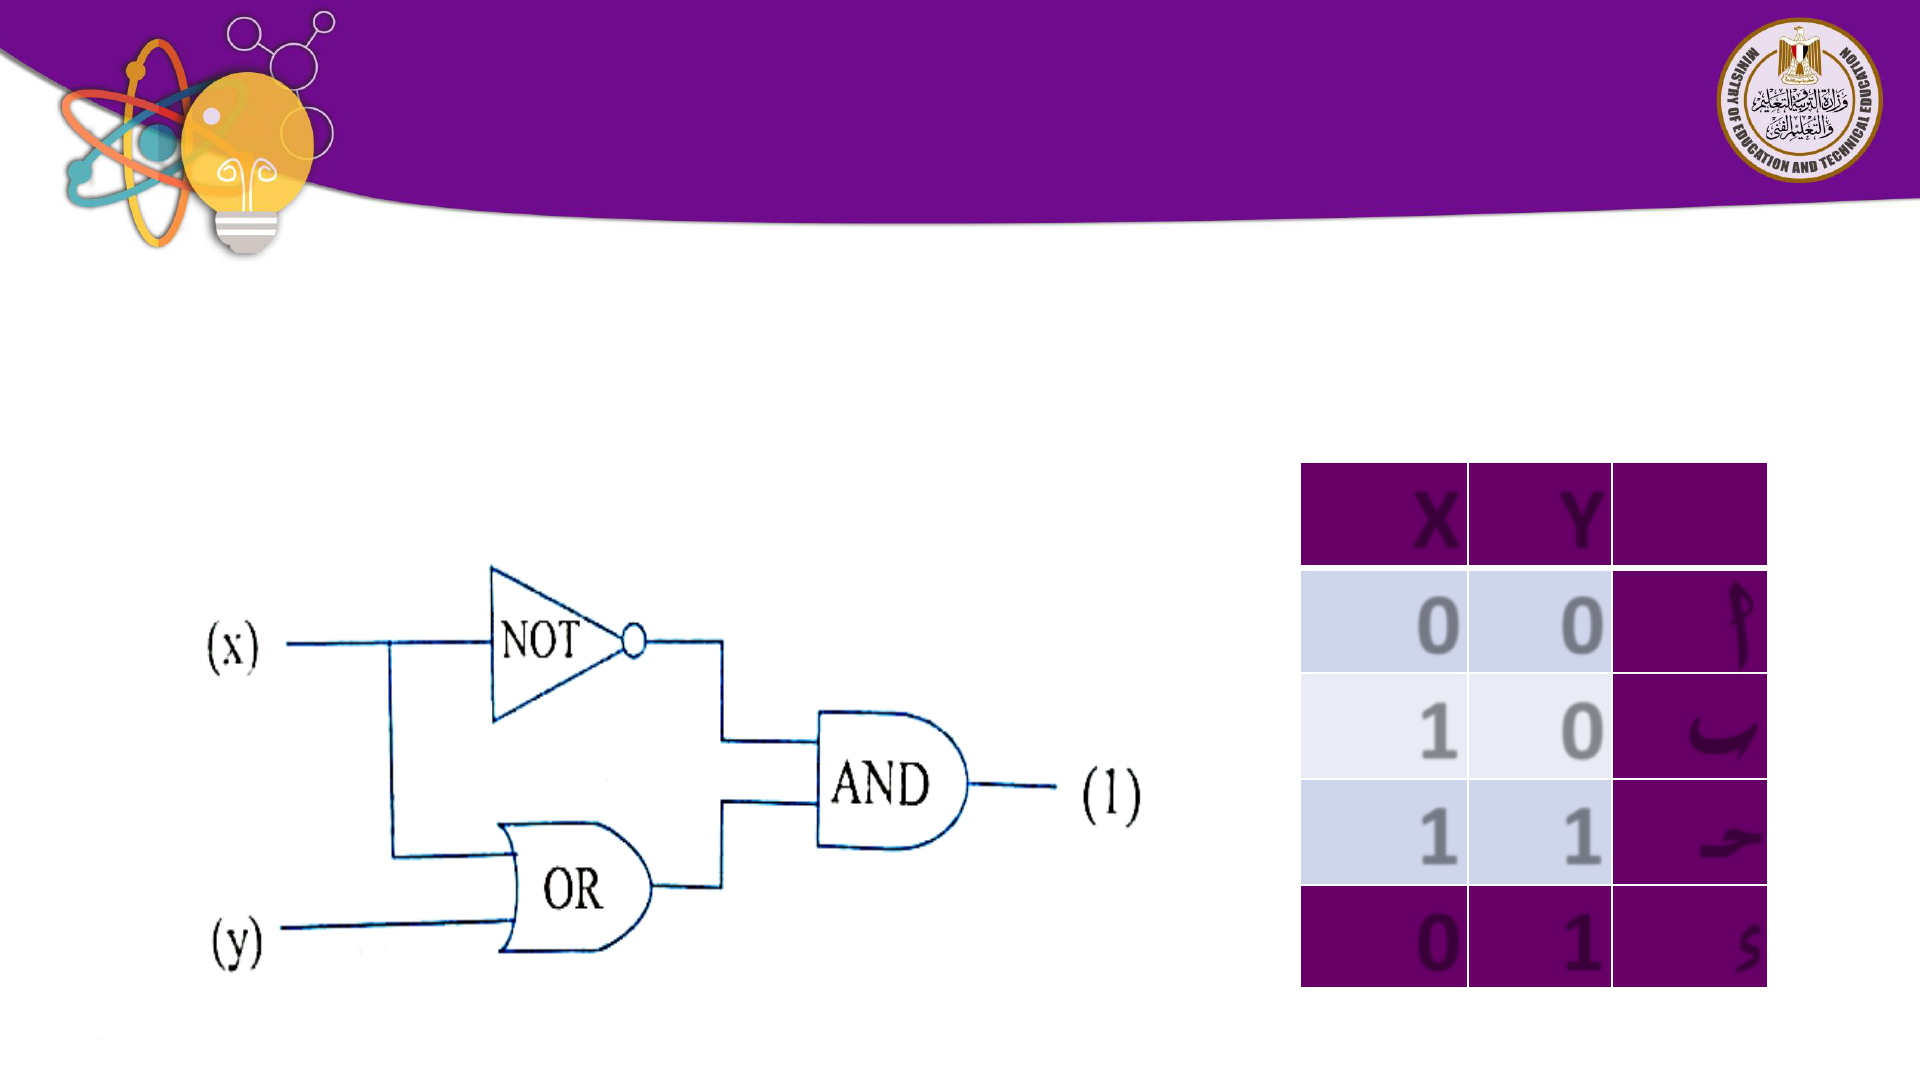 MINISTRY OF EDUCATION AND TECHNICAL EDUCATION
وزارة التربية والتعليم
والتعليم الفنى
X Y
0 0 أ
(x) NOT
1 0 ب
AND (1)
1 1 حـ
OR
(y)
0 1 ء